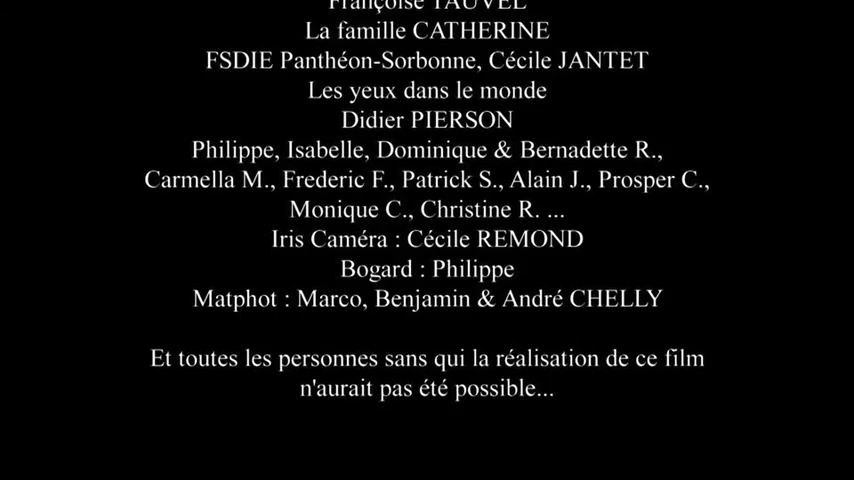 Françoise TAUVEL
La famille CATHERINE
FSDIE Panthéon-Sorbonne, Cécile JANTET
Les yeux dans le monde
Didier PIERSON
Philippe, Isabelle, Dominique & Bernadette R.,
Carmella M., Frederic F., Patrick S., Alain J., Prosper C.,
Monique C., Christine R. ...
Iris Caméra : Cécile REMOND
Bogard : Philippe
Matphot : Marco, Benjamin & André CHELLY
Et toutes les personnes sans qui la réalisation de ce film
n'aurait pas été possible...